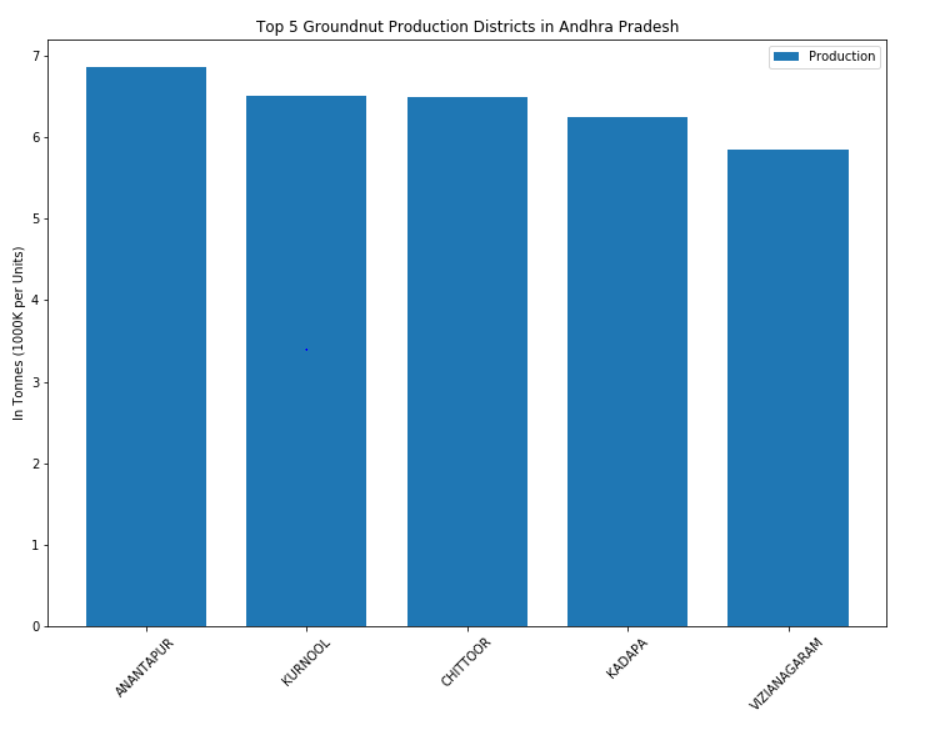 Top 5 Groundnut Production Districts in Andhra Pradesh
Production
In Tonnes (1000K per Units)
7
6
5
4
3
2
1
0
ANANTAPUR
KURNOOL
CHITTOOR
KADAPA
VIZIANAGARAM